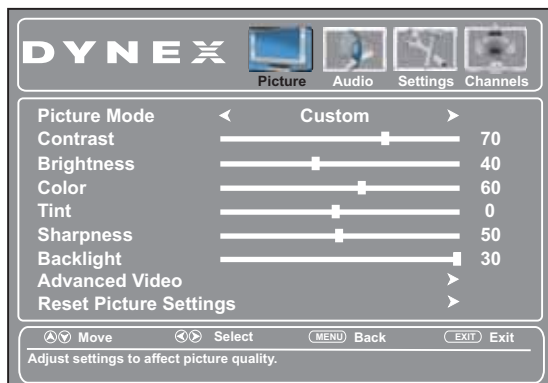 DYNEX
Picture Audio Settings Channels
Picture Mode Custom
Contrast 70
Brightness 40
Color 60
Tint 0
Sharpness 50
Backlight 30
Advanced Video
Reset Picture Settings
Move Select MENU Back EXIT Exit
Adjust settings to affect picture quality.